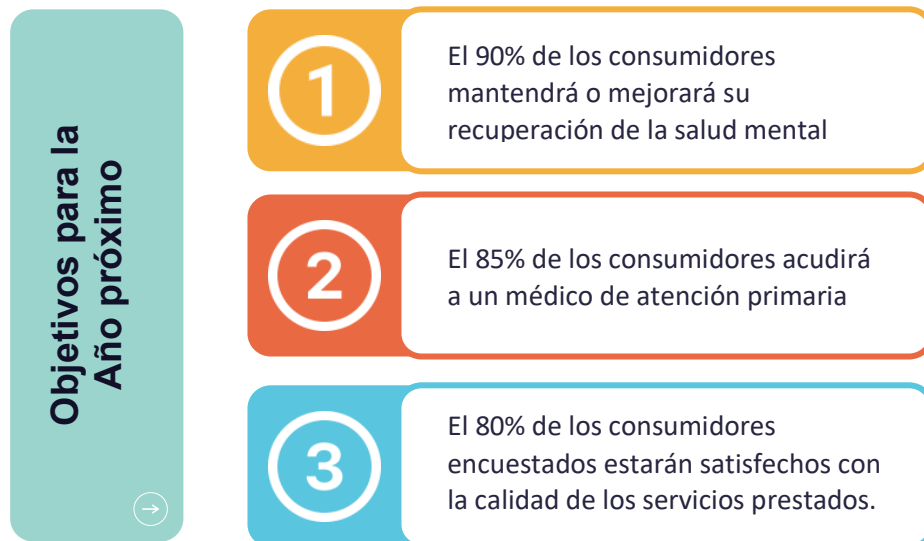 Objetivos para la
Año próximo
1
El 90% de los consumidores
mantendrá o mejorará su
recuperación de la salud mental
2
El 85% de los consumidores acudirá
a un médico de atención primaria
3
El 80% de los consumidores
encuestados estarán satisfechos con
la calidad de los servicios prestados.